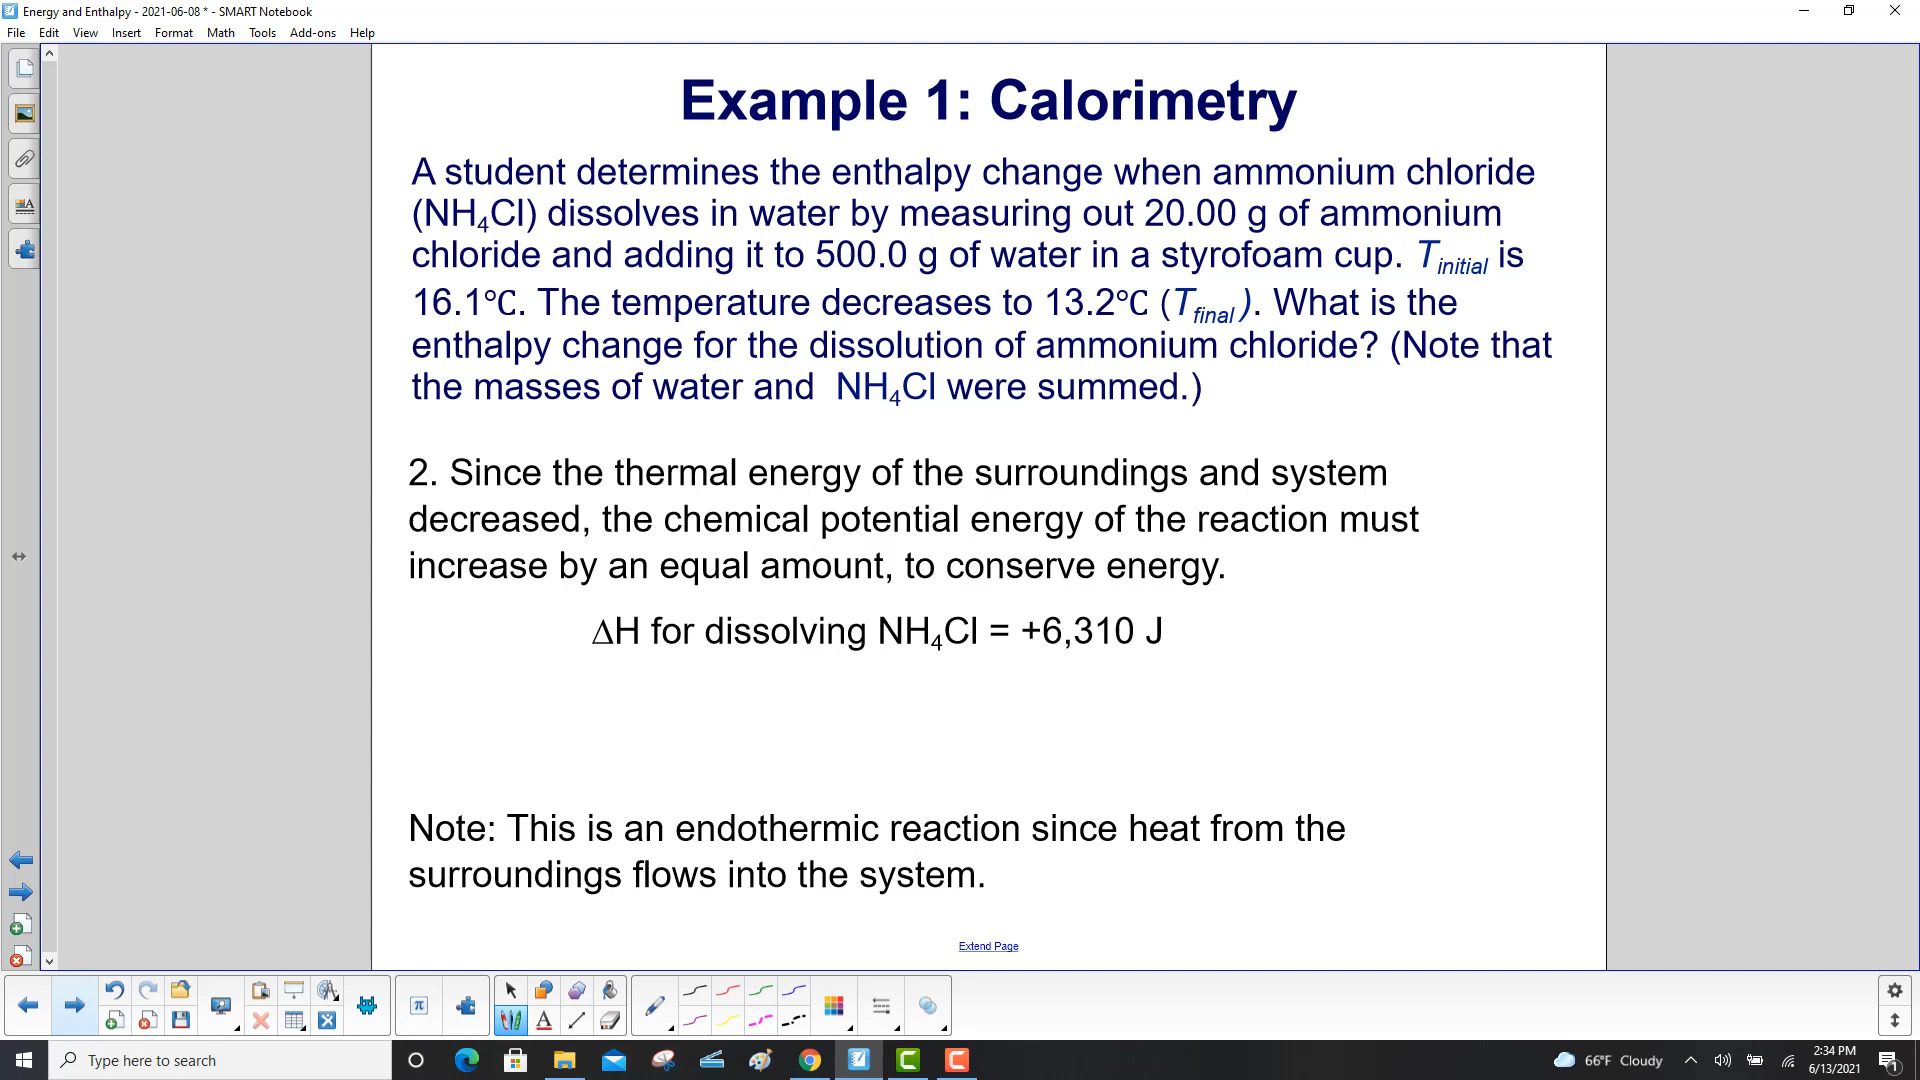 Energy and Enthalpy - 2021-06-08 * - SMART Notebook
File Edit View Insert Format Math Tools Add-ons Help
Example 1: Calorimetry
A student determines the enthalpy change when ammonium chloride
(NH₄Cl) dissolves in water by measuring out 20.00 g of ammonium
chloride and adding it to 500.0 g of water in a styrofoam cup. T_initial is
16.1℃. The temperature decreases to 13.2℃ (T_final). What is the
enthalpy change for the dissolution of ammonium chloride? (Note that
the masses of water and NH₄Cl were summed.)
2. Since the thermal energy of the surroundings and system
decreased, the chemical potential energy of the reaction must
increase by an equal amount, to conserve energy.
ΔH for dissolving NH₄Cl = +6,310 J
Note: This is an endothermic reaction since heat from the
surroundings flows into the system.
Extend Page
Type here to search
66°F Cloudy
2:34 PM
6/13/2021
1